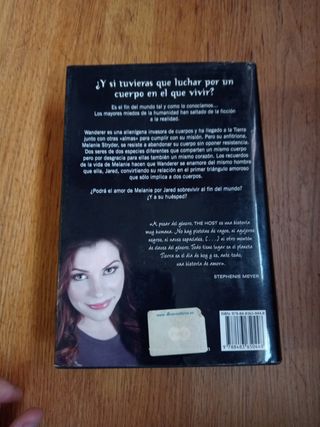 ¿Y si tuvieras que luchar por un
cuerpo en el que vivir?
Es el fin del mundo tal y como lo conocíamos...
Los mayores miedos de la humanidad han saltado de la ficción
a la realidad.
Wanderer es una alienígena invasora de cuerpos y ha llegado a la Tierra
junto con otras «almas» para cumplir con su misión. Pero su anfitriona,
Melanie Stryder, se resiste a abandonar su cuerpo sin oponer resistencia.
Dos seres de dos especies diferentes que comparten un mismo cuerpo
pero por desgracia para ellas también un mismo corazón. Los recuerdos
de la vida de Melanie hacen que Wanderer se enamore del mismo hombre
que ella, Jared, convirtiendo su relación en el primer triángulo amoroso
que sólo implica a dos cuerpos.
¿Podrá el amor de Melanie por Jared sobrevivir al fin del mundo?
¿Y a su huésped?
«A pesar del género, THE HOST es una historia
muy humana. No hay pistolas de rayos, ni agujeros
negros, ni naves espaciales, [...] ni otro montón
de clones del género. Todo tiene lugar en el planeta
Tierra en el día de hoy y es, ante todo,
una historia de amor».
STEPHENIE MEYER